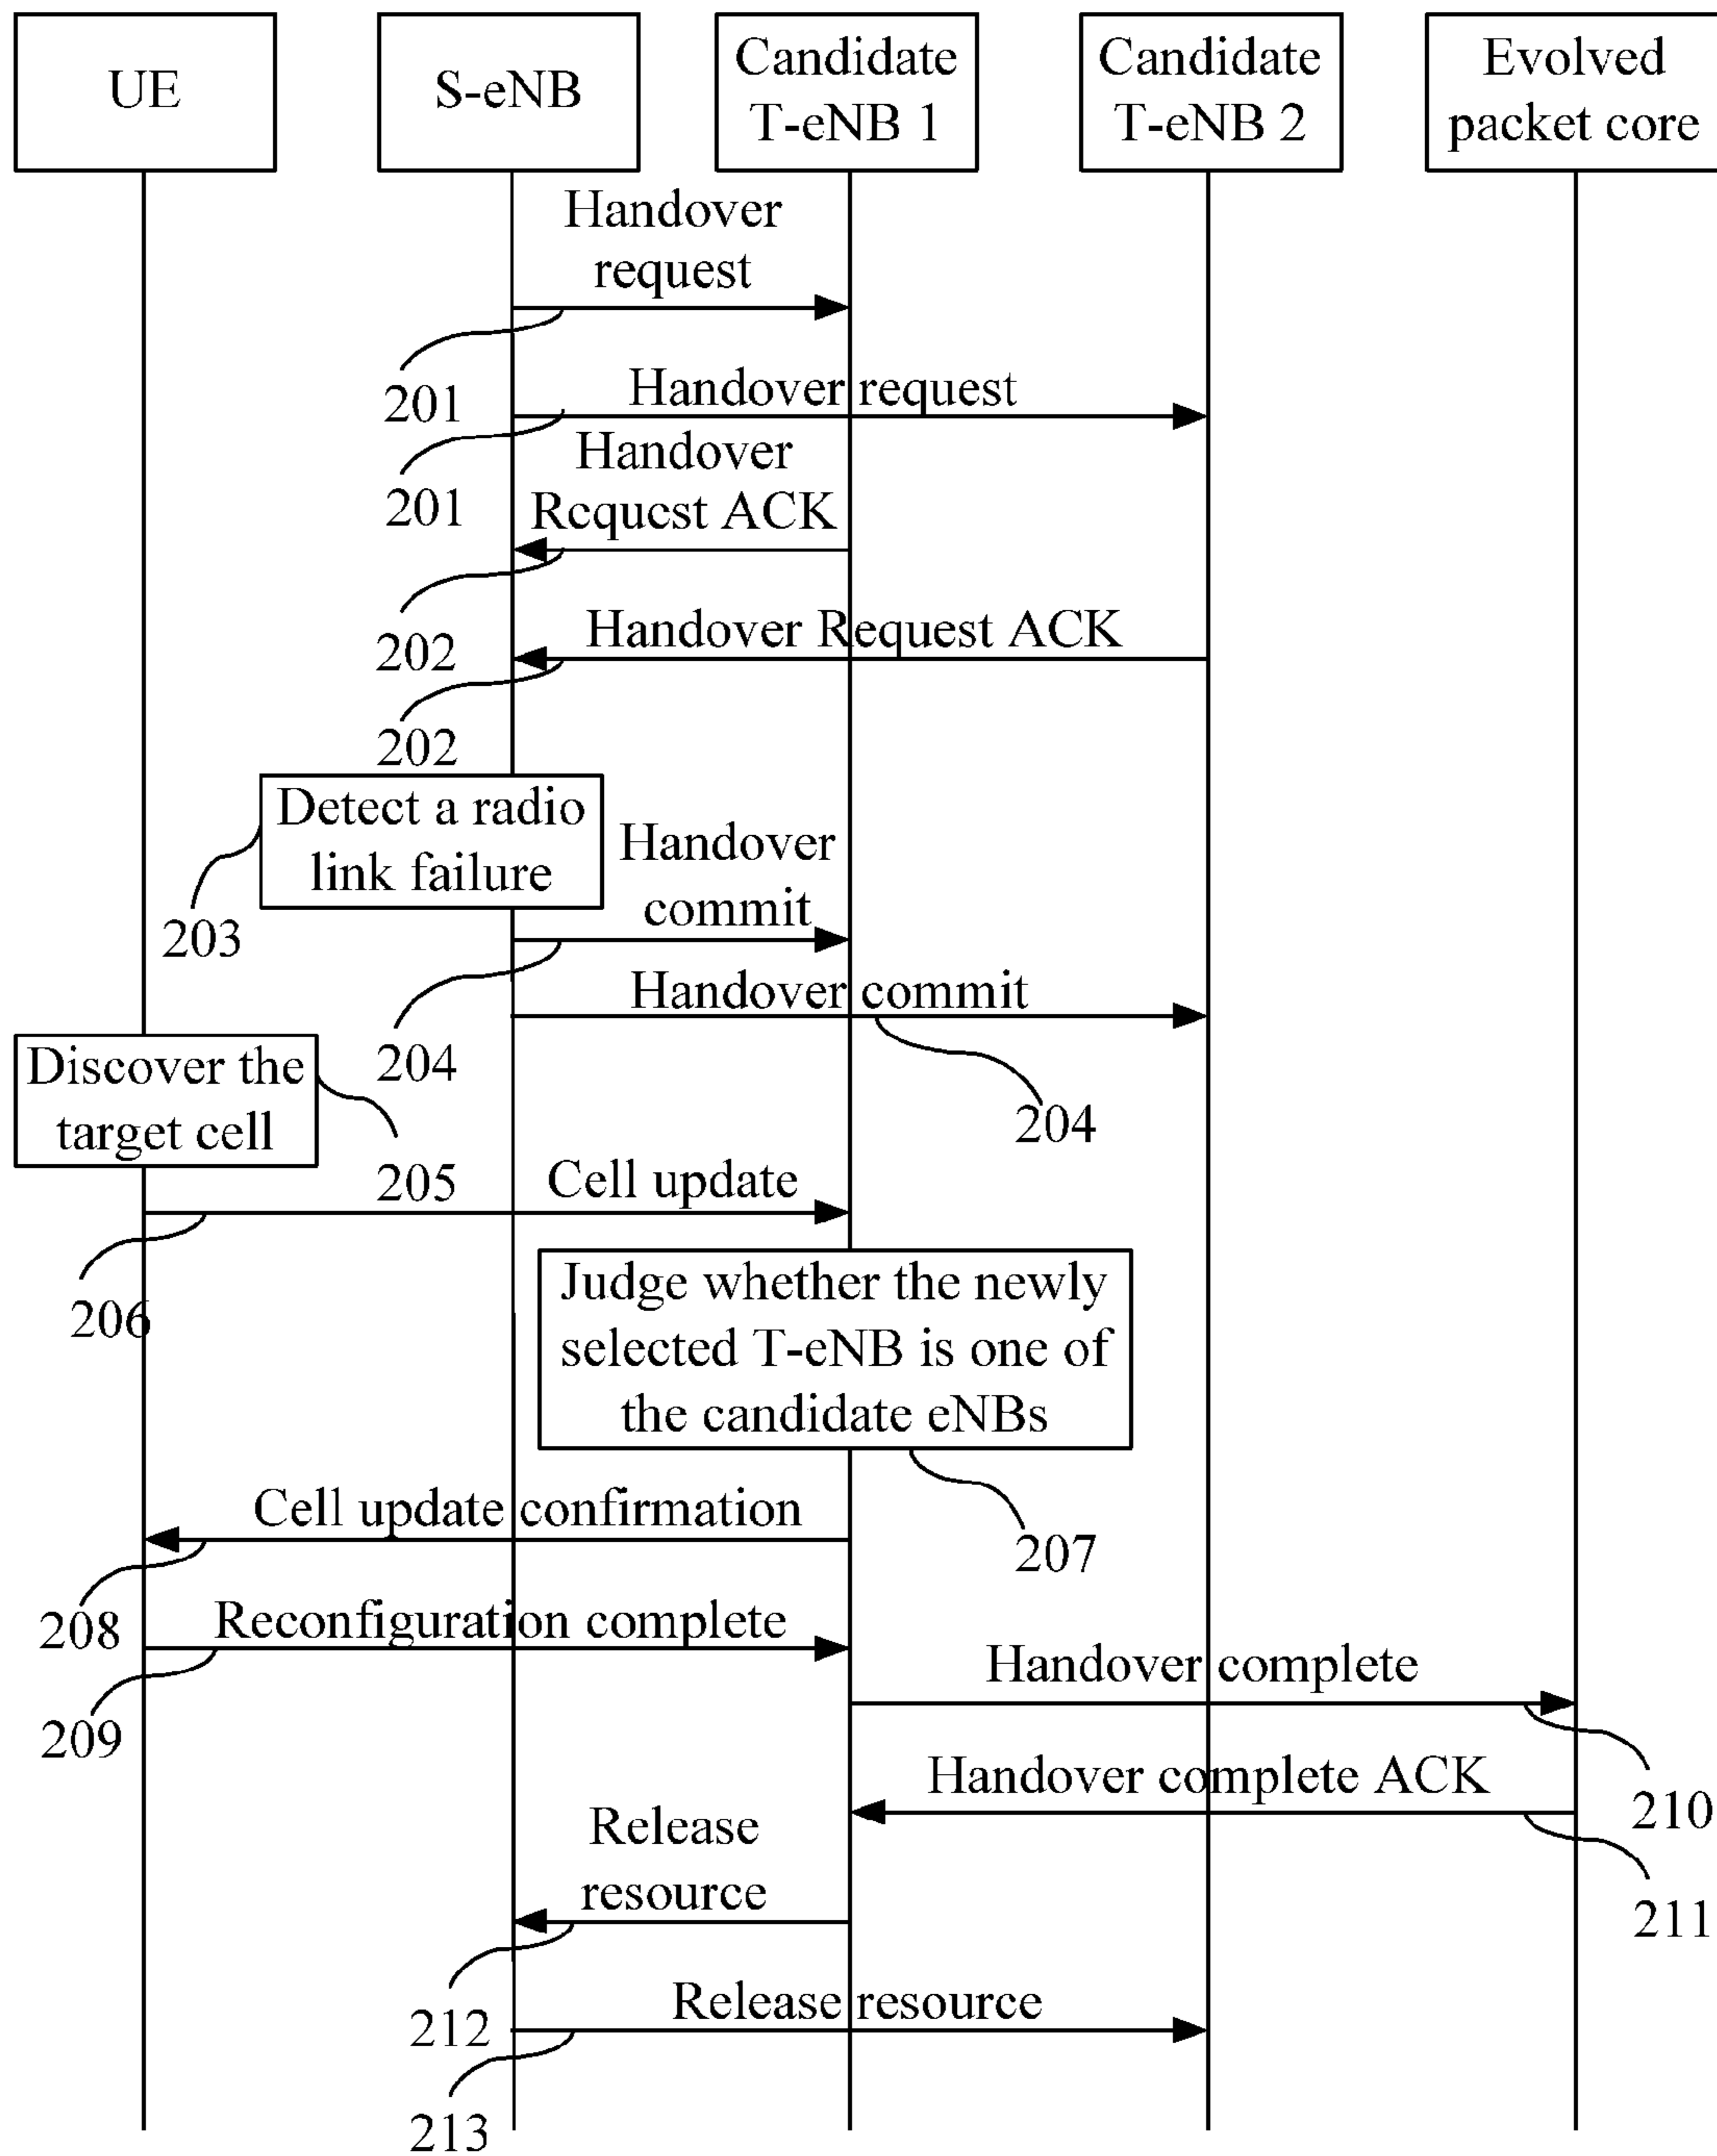 UE
S-eNB
Candidate
T-eNB 1
Candidate
T-eNB 2
Evolved
packet core
Handover
request
201
Handover request
201
Handover
Request ACK
202
Handover Request ACK
202
Detect a radio
link failure
203
Handover
commit
204
Handover commit
204
Discover the
target cell
205
Cell update
206
Judge whether the newly
selected T-eNB is one of
the candidate eNBs
207
Cell update confirmation
208
Reconfiguration complete
209
Handover complete
210
Handover complete ACK
211
Release
resource
212
Release resource
213